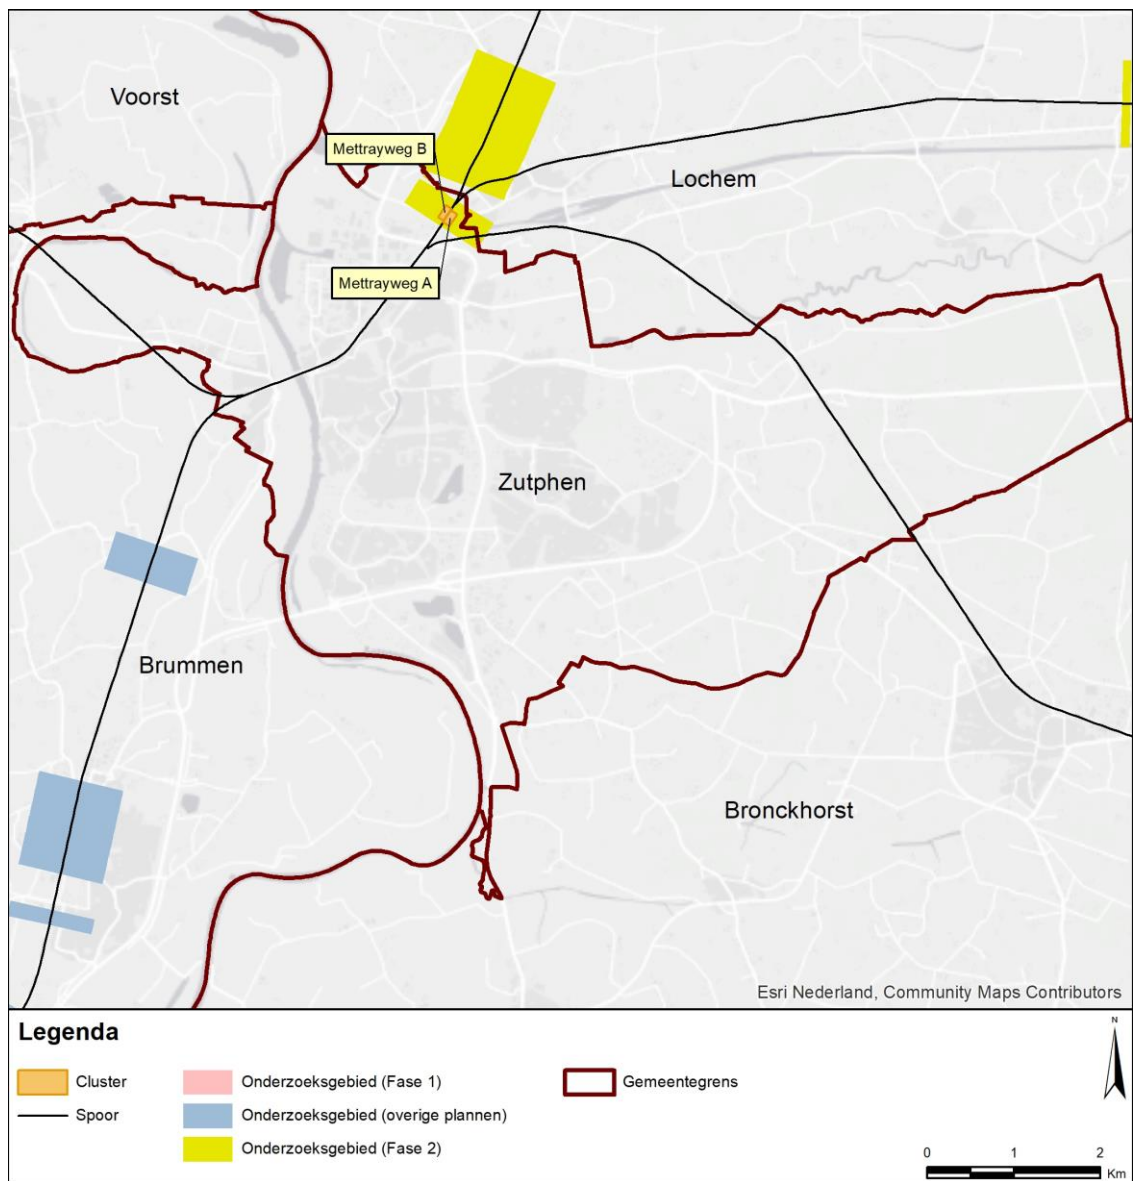 Voorst
Mettrayweg B
Lochem
Mettrayweg A
Zutphen
Brummen
Bronckhorst
Esri Nederland, Community Maps Contributors
Legenda
N
Cluster
Onderzoeksgebied (Fase 1)
Gemeentegrens
Spoor
Onderzoeksgebied (overige plannen)
Onderzoeksgebied (Fase 2)
0 1 2
Km